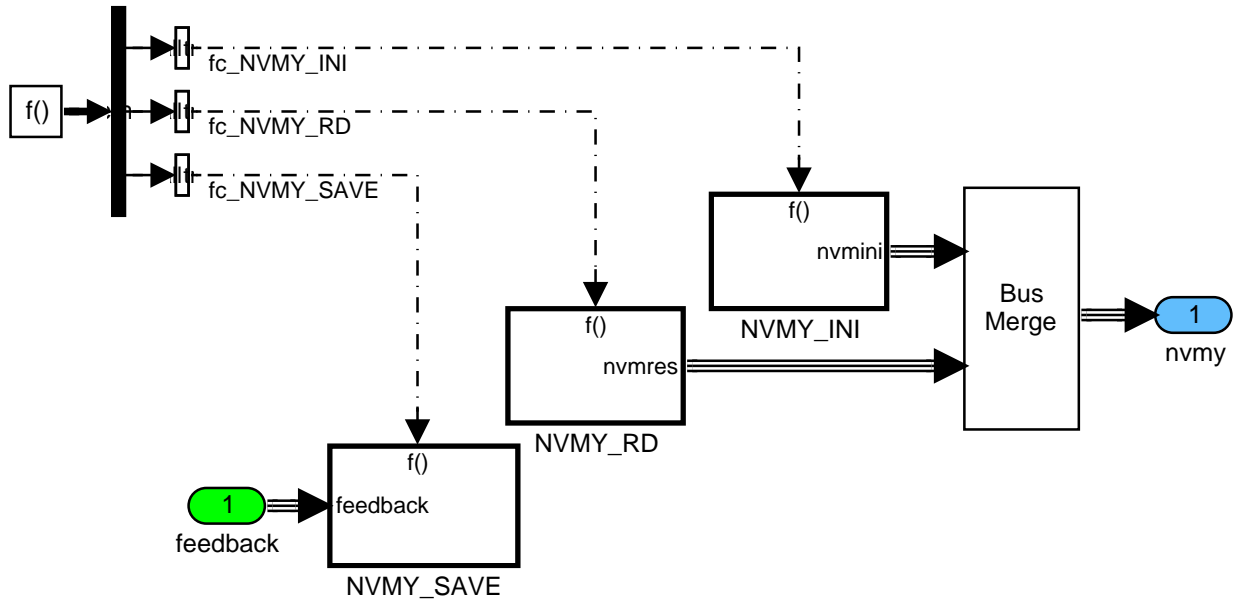 fc_NVMY_INI
f()
fc_NVMY_RD
fc_NVMY_SAVE
f()
nvmini
NVMY_INI
Bus
Merge
1
nvmy
f()
nvmres
NVMY_RD
f()
feedback
NVMY_SAVE
1
feedback